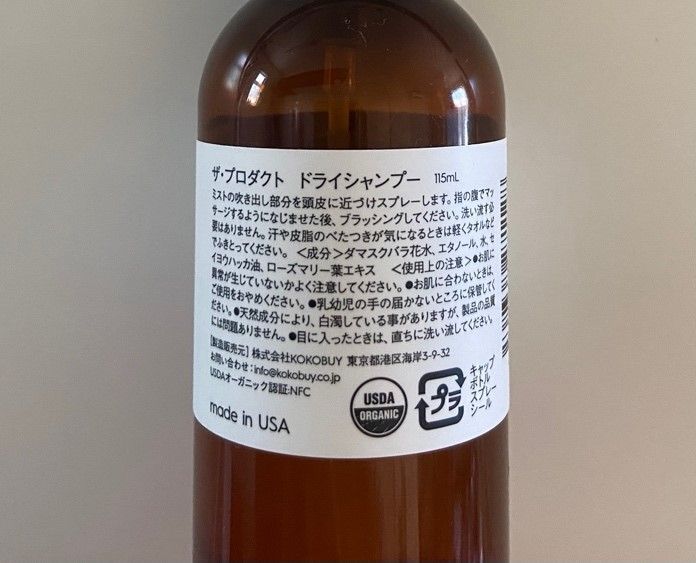 ザ・プロダクト ドライシャンプー 115mL
ミストの吹き出し部分を頭皮に近づけスプレーします。指の腹でマッ
サージするようになじませた後、ブラッシングしてください。洗い流す必
要はありません。汗や皮脂のべたつきが気になるときは軽くタオルなど
でふきとってください。 <成分>ダマスクバラ花水、エタノール、水、セ
イヨウハッカ油、ローズマリー葉エキス <使用上の注意>●お肌に
異常が生じていないかよく注意してください。●お肌に合わないときは、
ご使用をおやめください。●乳幼児の手の届かないところに保管してく
ださい。●天然成分により、白濁している事がありますが、製品の品質
には問題ありません。●目に入ったときは、直ちに洗い流してください。
[製造販売元] 株式会社KOKOBUY 東京都港区海岸3-9-32
お問い合わせ:info@kokobuy.co.jp
USDAオーガニック認証:NFC
made in USA
USDA
ORGANIC
プラ
キャップ
ボトル
スプレー
シール